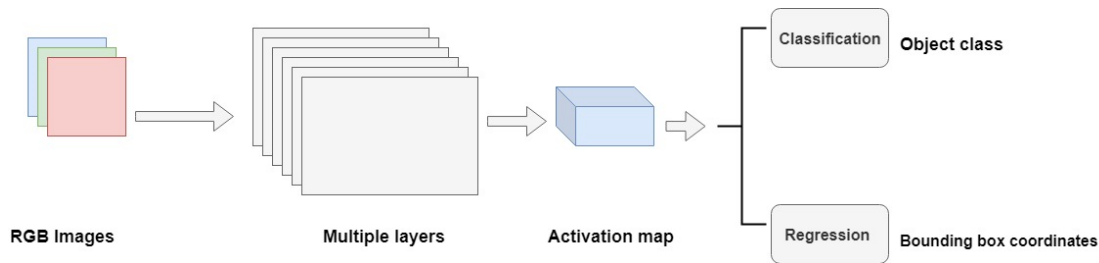 Classification
Object class
RGB Images
Multiple layers
Activation map
Regression
Bounding box coordinates